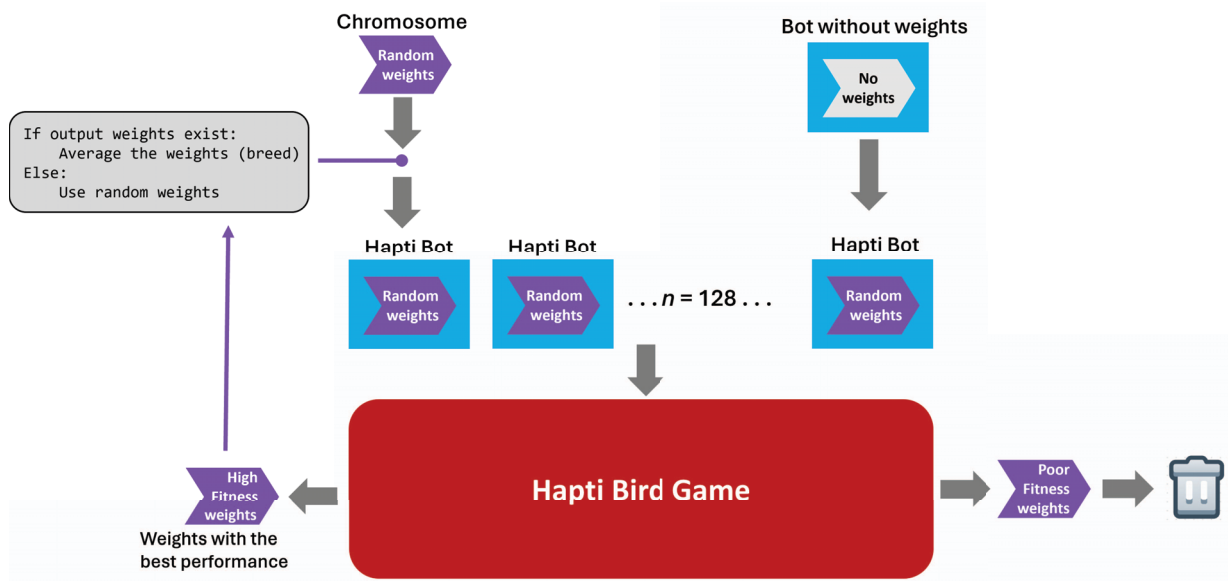 Chromosome
Random
weights
Bot without weights
No
weights
If output weights exist:
    Average the weights (breed)
Else:
    Use random weights
Hapti Bot
Random
weights
Hapti Bot
Random
weights
. . . n = 128 . . .
Hapti Bot
Random
weights
Hapti Bird Game
High
Fitness
weights
Weights with the
best performance
Poor
Fitness
weights